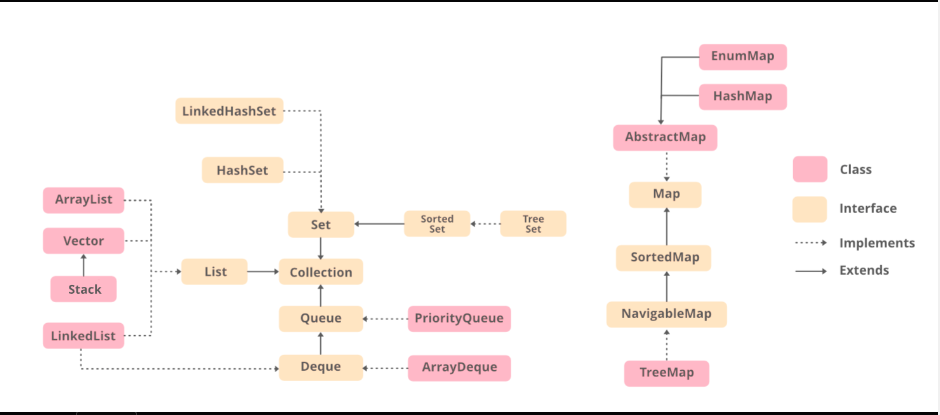 EnumMap
HashMap
LinkedHashSet
AbstractMap
HashSet
Class
ArrayList
Map
Interface
Set
Sorted
Set
Tree
Set
Vector
Implements
List
Collection
SortedMap
Extends
Stack
Queue
PriorityQueue
NavigableMap
LinkedList
Deque
ArrayDeque
TreeMap